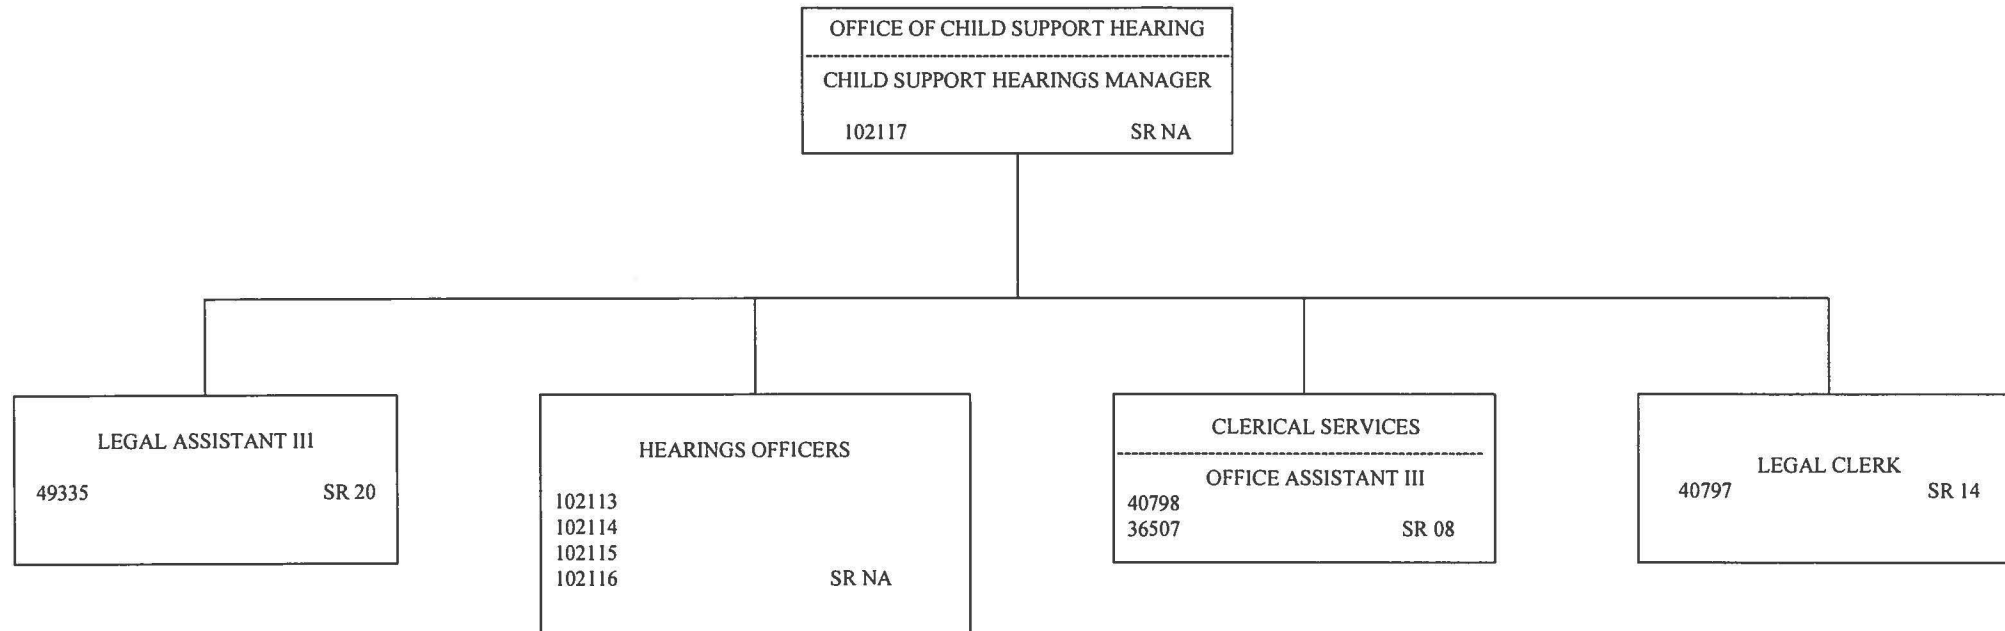 OFFICE OF CHILD SUPPORT HEARING
CHILD SUPPORT HEARINGS MANAGER
102117 SR NA
LEGAL ASSISTANT III
49335 SR 20
HEARINGS OFFICERS
102113
102114
102115
102116 SR NA
CLERICAL SERVICES
OFFICE ASSISTANT III
40798
36507 SR 08
LEGAL CLERK
40797 SR 14